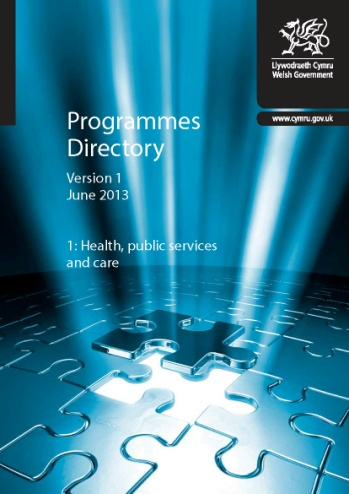 Llywodraeth Cymru
Welsh Government
www.cymru.gov.uk
Programmes
Directory
Version 1
June 2013
1: Health, public services
and care